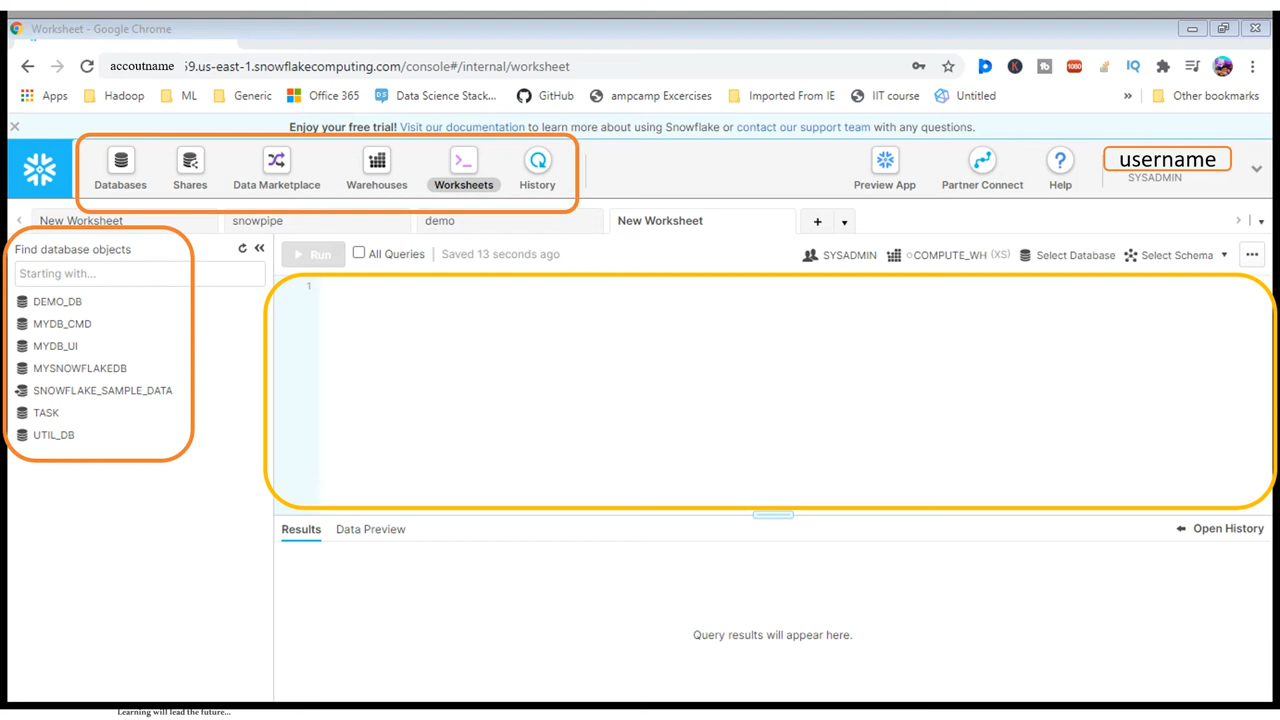 Worksheet - Google Chrome
accoutname 59.us-east-1.snowflakecomputing.com/console#/internal/worksheet
Apps Hadoop ML Generic Office 365 Data Science Stack... GitHub ampcamp Excercises Imported From IE IIT course Untitled » Other bookmarks
Enjoy your free trial! Visit our documentation to learn more about using Snowflake or contact our support team with any questions.
Databases Shares Data Marketplace Warehouses Worksheets History Preview App Partner Connect Help username
SYSADMIN
New Worksheet snowpipe demo New Worksheet
Find database objects
Run All Queries Saved 13 seconds ago SYSADMIN COMPUTE_WH (XS) Select Database Select Schema
Starting with...
1
DEMO_DB
MYDB_CMD
MYDB_UI
MYSNOWFLAKEDB
SNOWFLAKE_SAMPLE_DATA
TASK
UTIL_DB
Results Data Preview Open History
Query results will appear here.
Learning will lead the future...